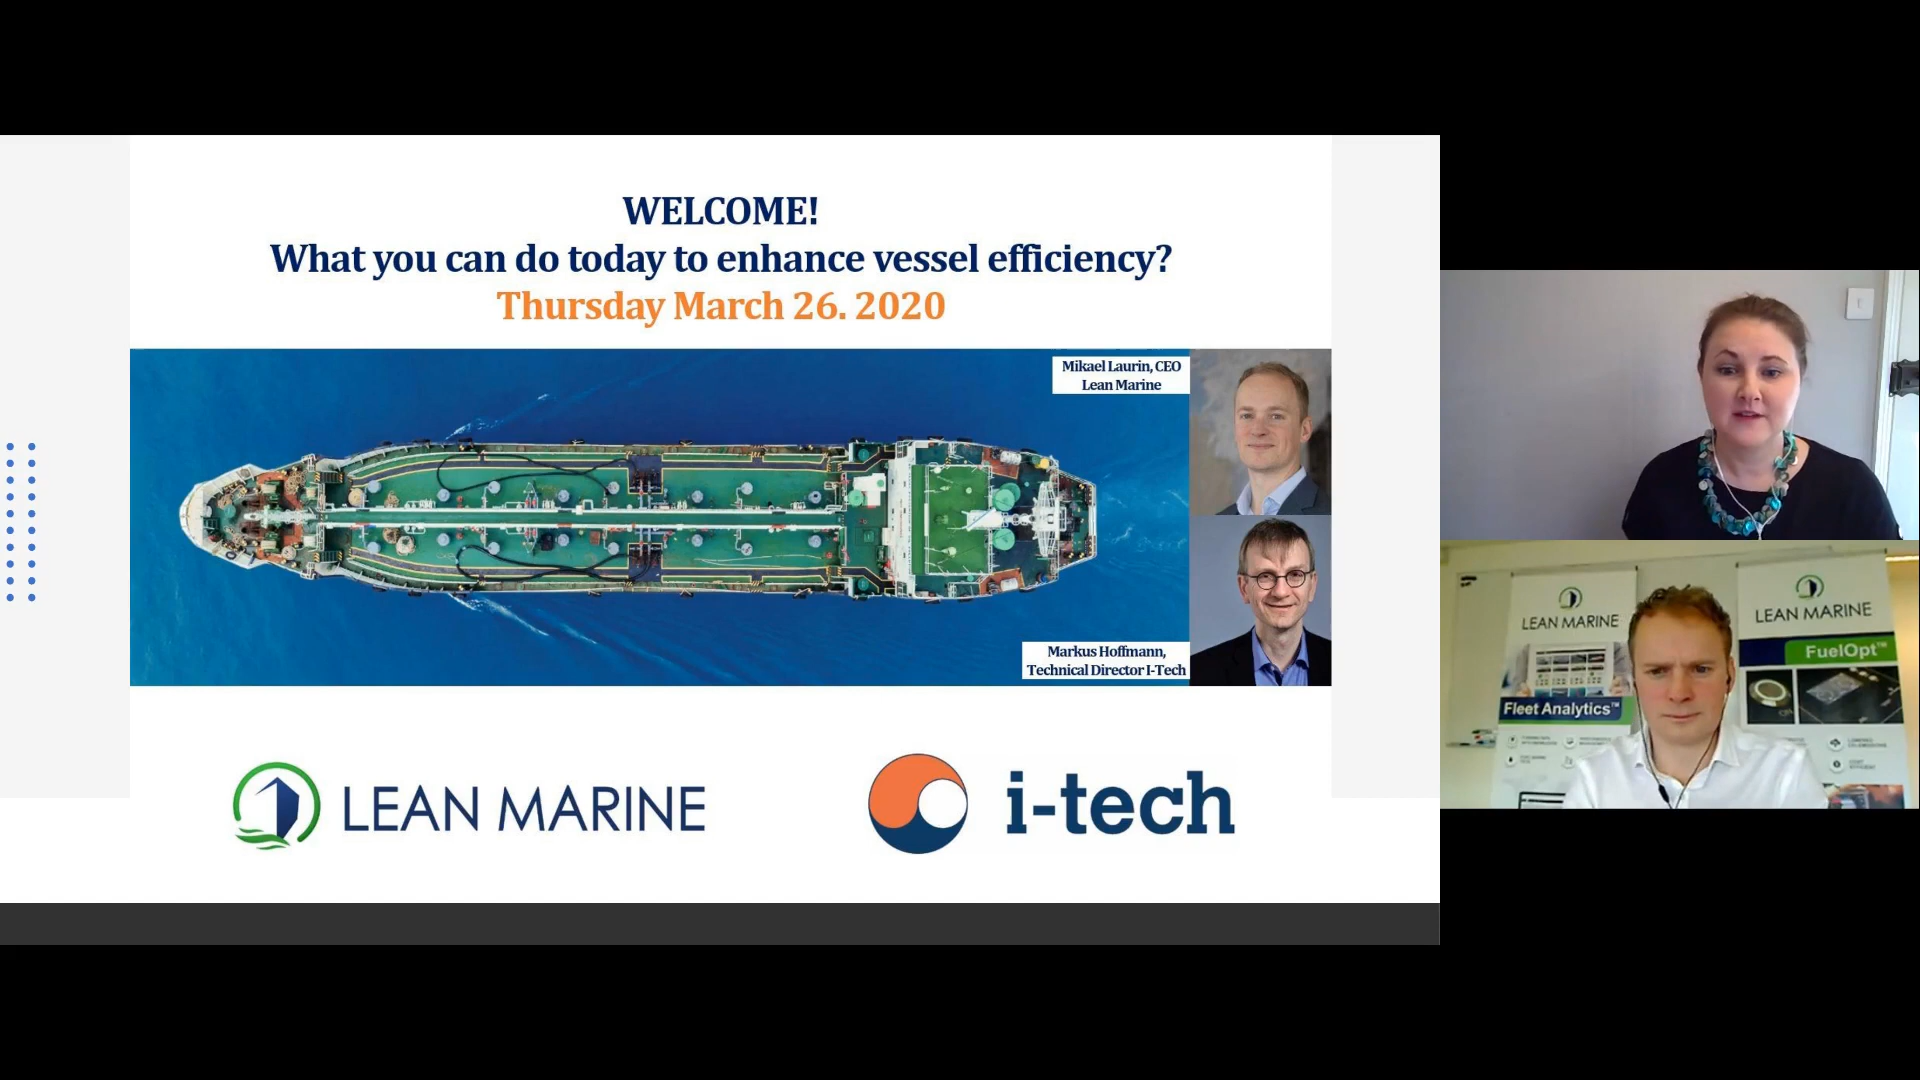 WELCOME!
What you can do today to enhance vessel efficiency?
Thursday March 26. 2020
Mikael Laurin, CEO
Lean Marine
Markus Hoffmann,
Technical Director I-Tech
LEAN MARINE
i-tech
LEAN MARINE
Fleet Analytics™
LEAN MARINE
FuelOpt™